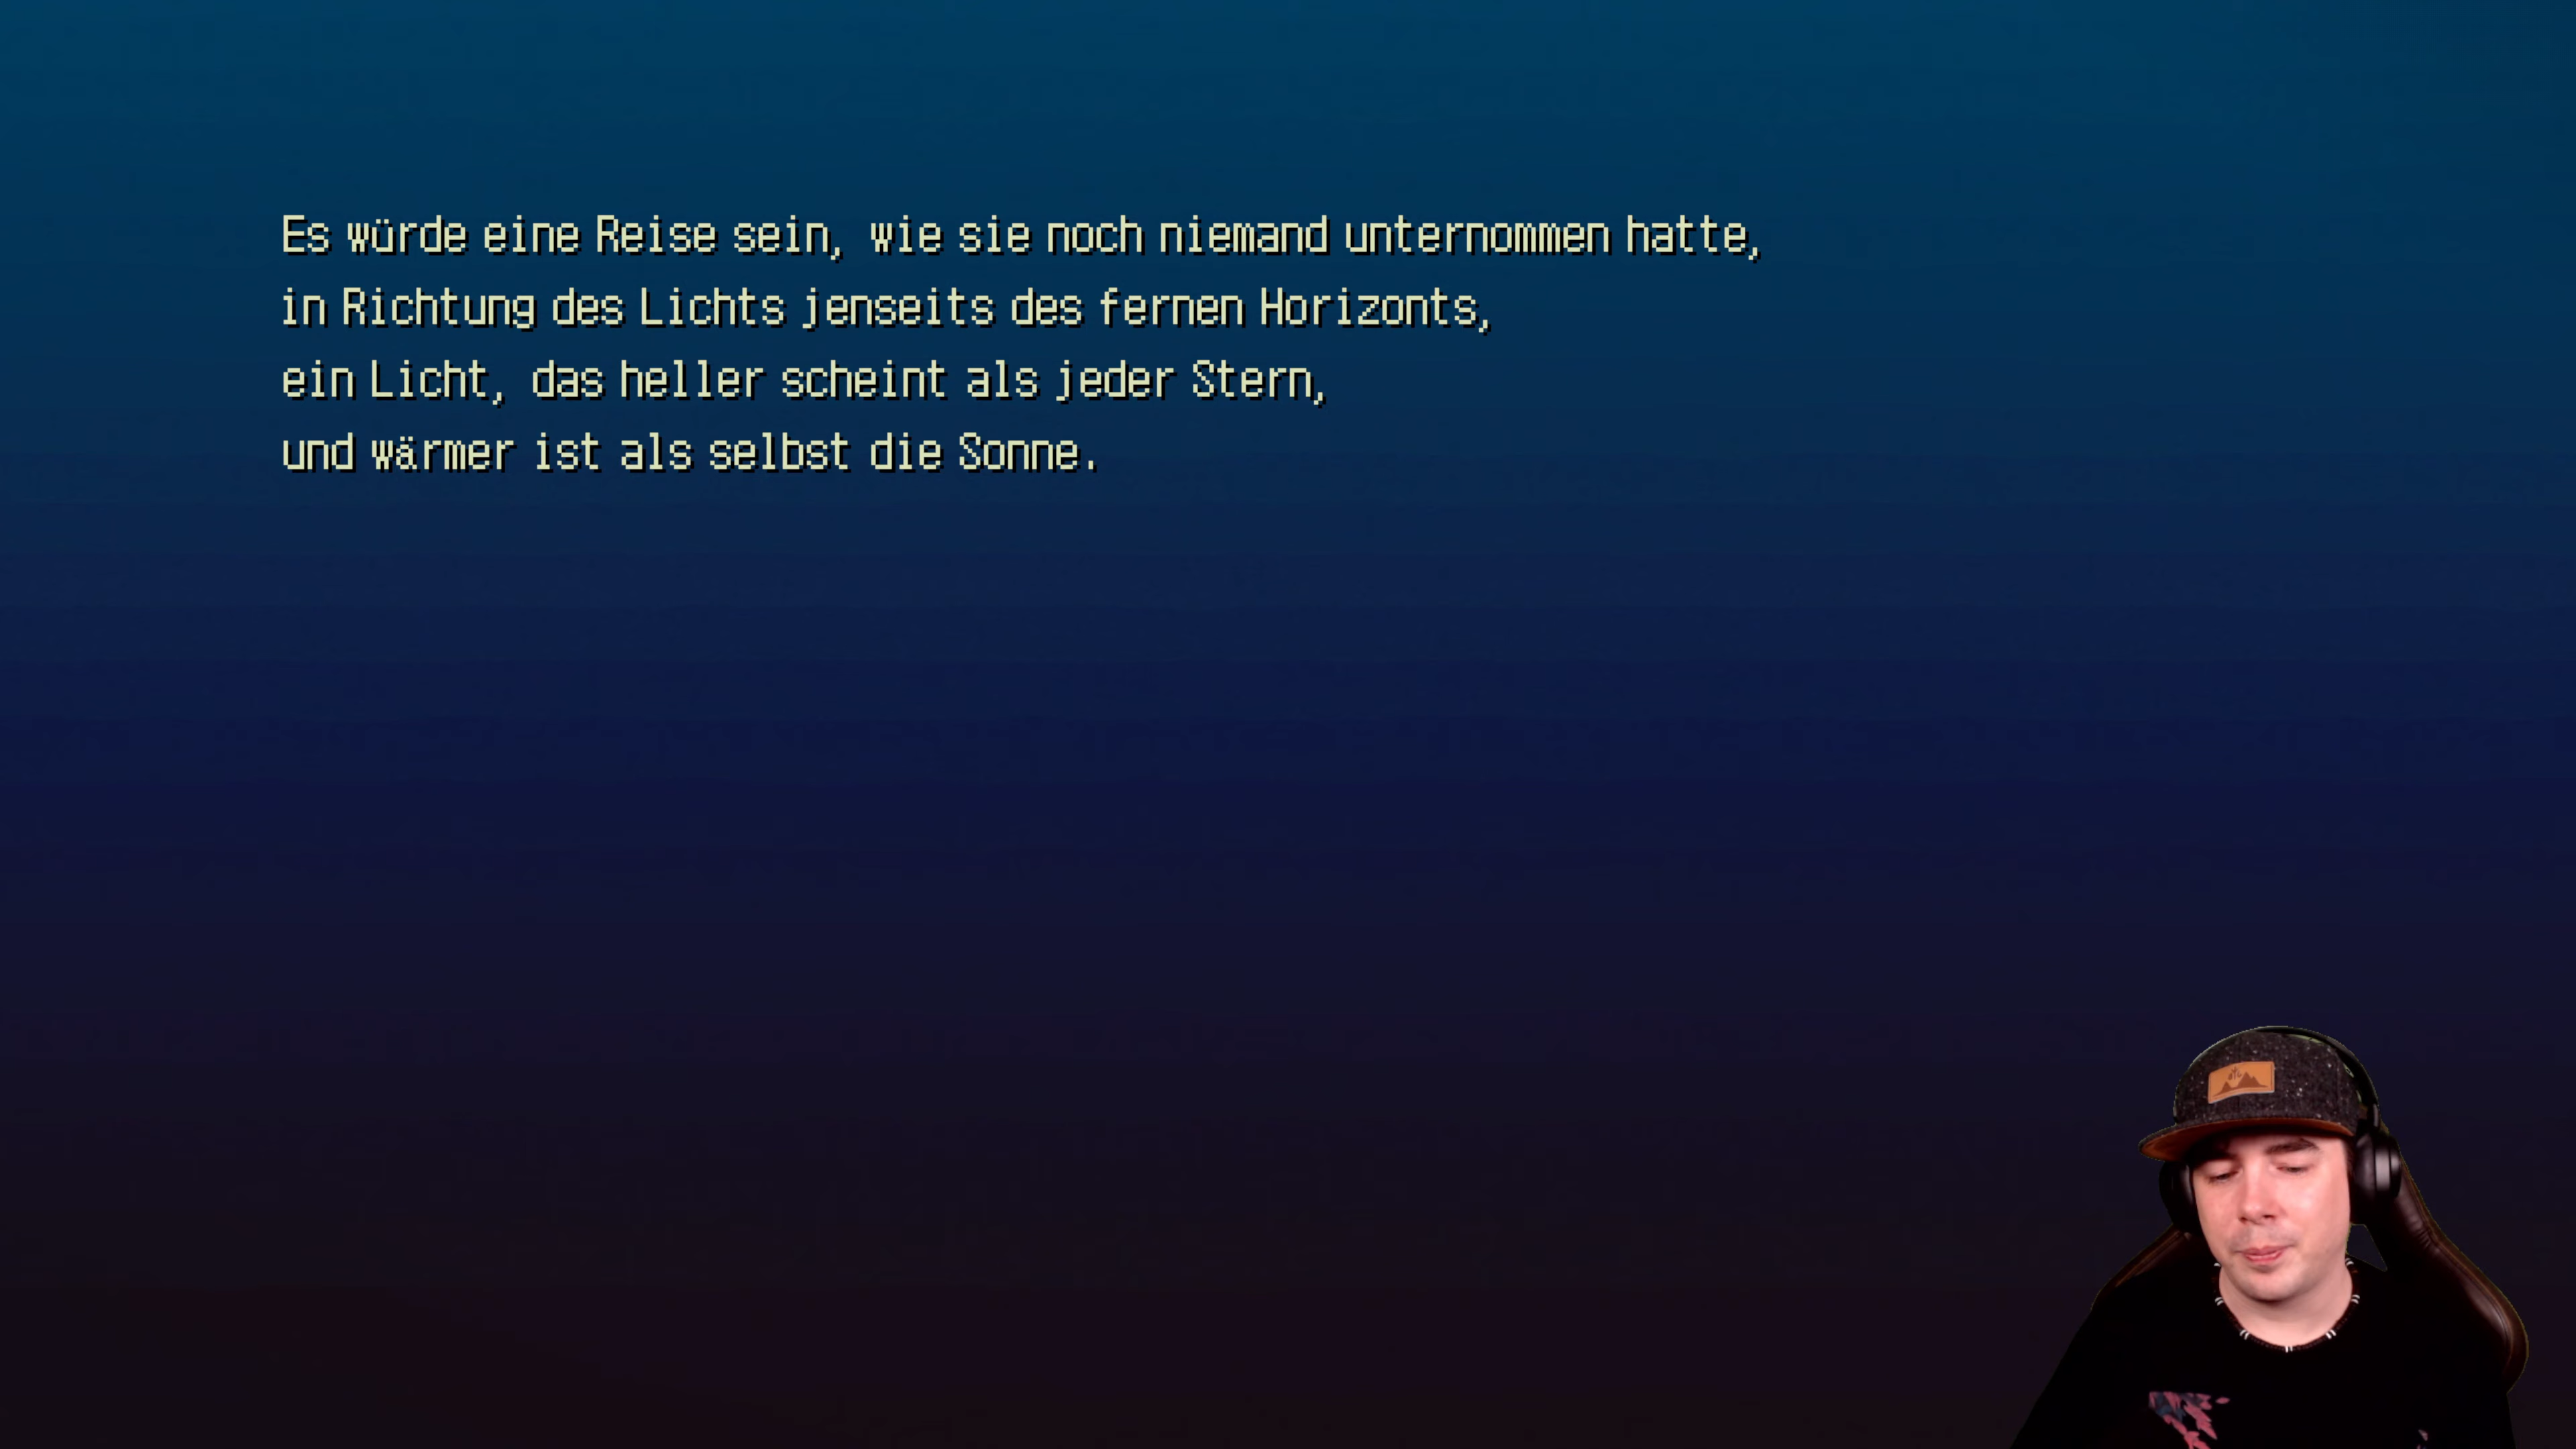 Es würde eine Reise sein, wie sie noch niemand unternommen hatte,
in Richtung des Lichts jenseits des fernen Horizonts,
ein Licht, das heller scheint als jeder Stern,
und wärmer ist als selbst die Sonne.